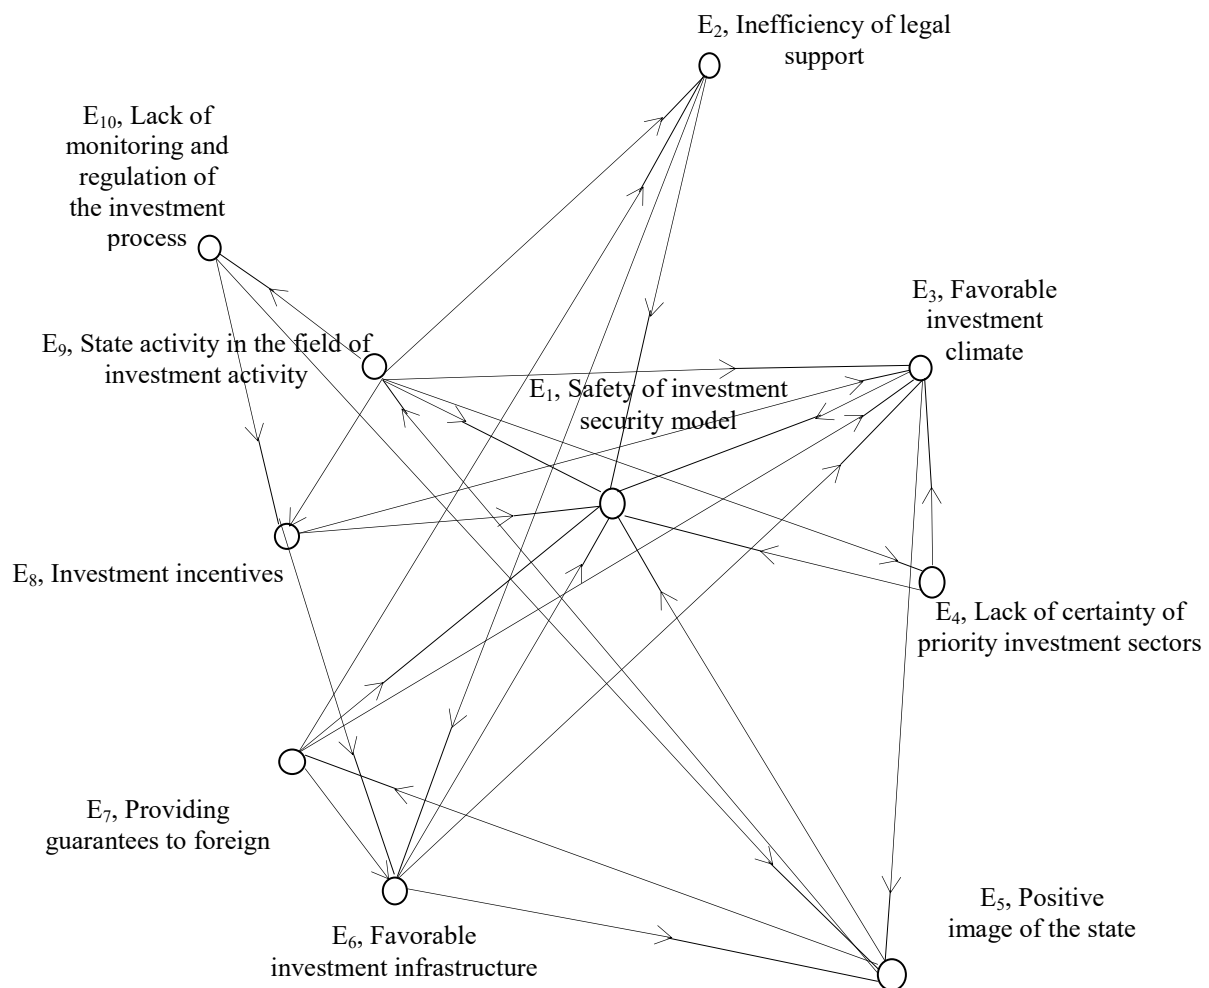 E₂, Inefficiency of legal
support
E₁₀, Lack of
monitoring and
regulation of
the investment
process
E₃, Favorable
investment
climate
E₉, State activity in the field of
investment activity
E₁, Safety of investment
security model
E₈, Investment incentives
E₄, Lack of certainty of
priority investment sectors
E₇, Providing
guarantees to foreign
E₅, Positive
image of the state
E₆, Favorable
investment infrastructure